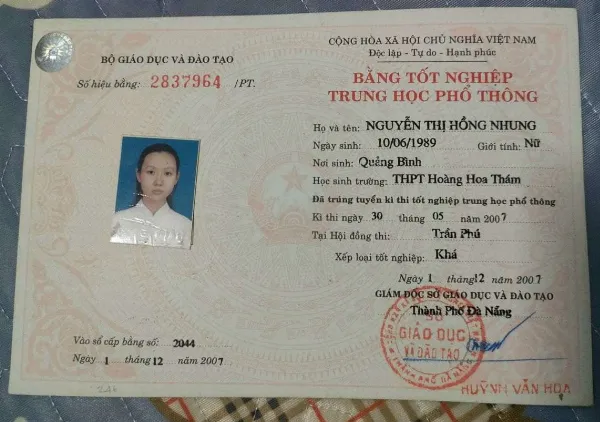 BỘ GIÁO DỤC VÀ ĐÀO TẠO
Số hiệu bằng: 2837964 /PT.
CỘNG HÒA XÃ HỘI CHỦ NGHĨA VIỆT NAM
Độc lập - Tự do - Hạnh phúc
BẰNG TỐT NGHIỆP
TRUNG HỌC PHỔ THÔNG
Họ và tên: NGUYỄN THỊ HỒNG NHUNG
Ngày sinh: 10/06/1989 Giới tính: Nữ
Nơi sinh: Quảng Bình
Học sinh trường: THPT Hoàng Hoa Thám
Đã trúng tuyển kì thi tốt nghiệp trung học phổ thông
Kì thi ngày 30 tháng 05 năm 2007
Tại Hội đồng thi: Trần Phú
Xếp loại tốt nghiệp: Khá
Ngày 1 tháng 12 năm 2007
GIÁM ĐỐC SỞ GIÁO DỤC VÀ ĐÀO TẠO
Thành Phố Đà Nẵng
SỞ
GIÁO DỤC
VÀ ĐÀO TẠO
HUỲNH VĂN HOA
Vào sổ cấp bằng số: 2044
Ngày 1 tháng 12 năm 2007